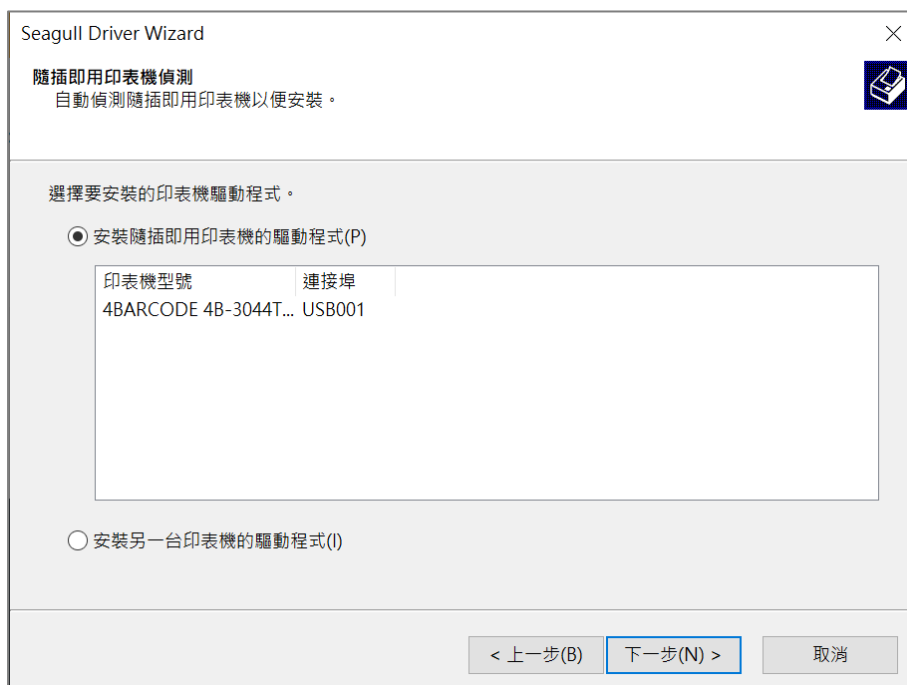 Seagull Driver Wizard
隨插即用印表機偵測
自動偵測隨插即用印表機以便安裝。
選擇要安裝的印表機驅動程式。
安裝隨插即用印表機的驅動程式(P)
印表機型號 連接埠
4BARCODE 4B-3044T... USB001
安裝另一台印表機的驅動程式(I)
< 上一步(B) 下一步(N) > 取消